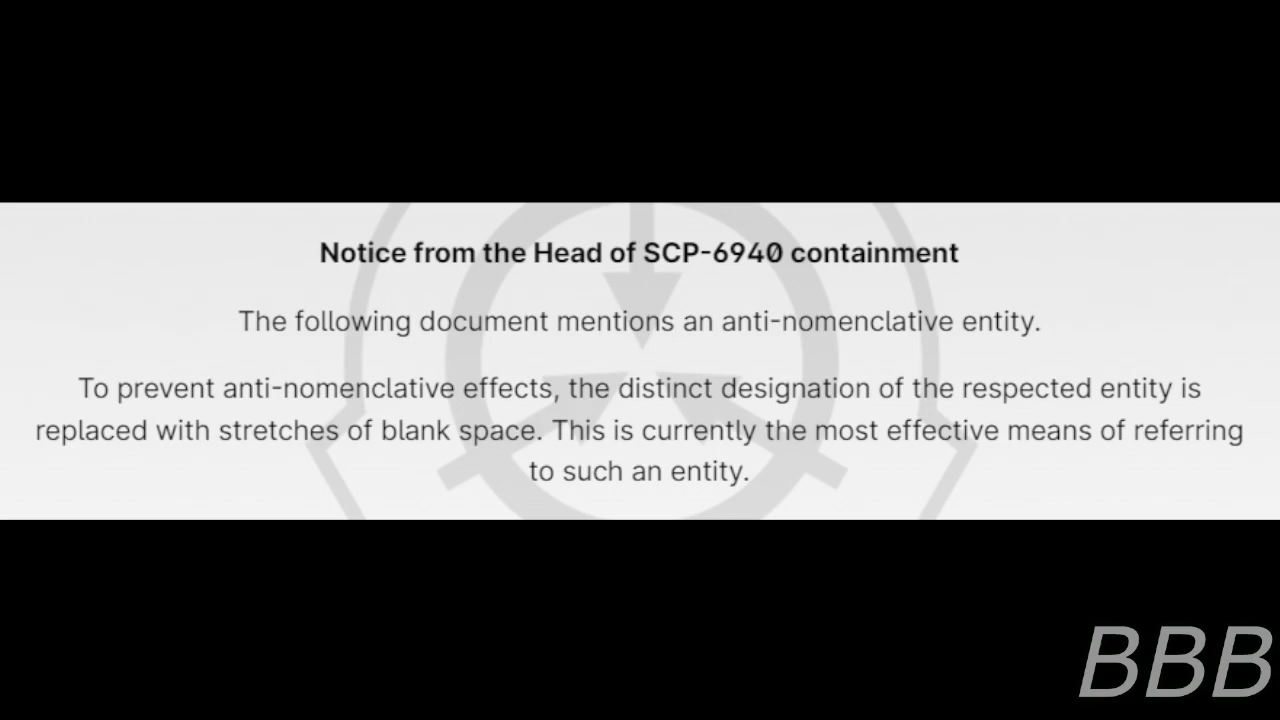 Notice from the Head of SCP-6940 containment
The following document mentions an anti-nomenclative entity.
To prevent anti-nomenclative effects, the distinct designation of the respected entity is
replaced with stretches of blank space. This is currently the most effective means of referring
to such an entity.
BBB